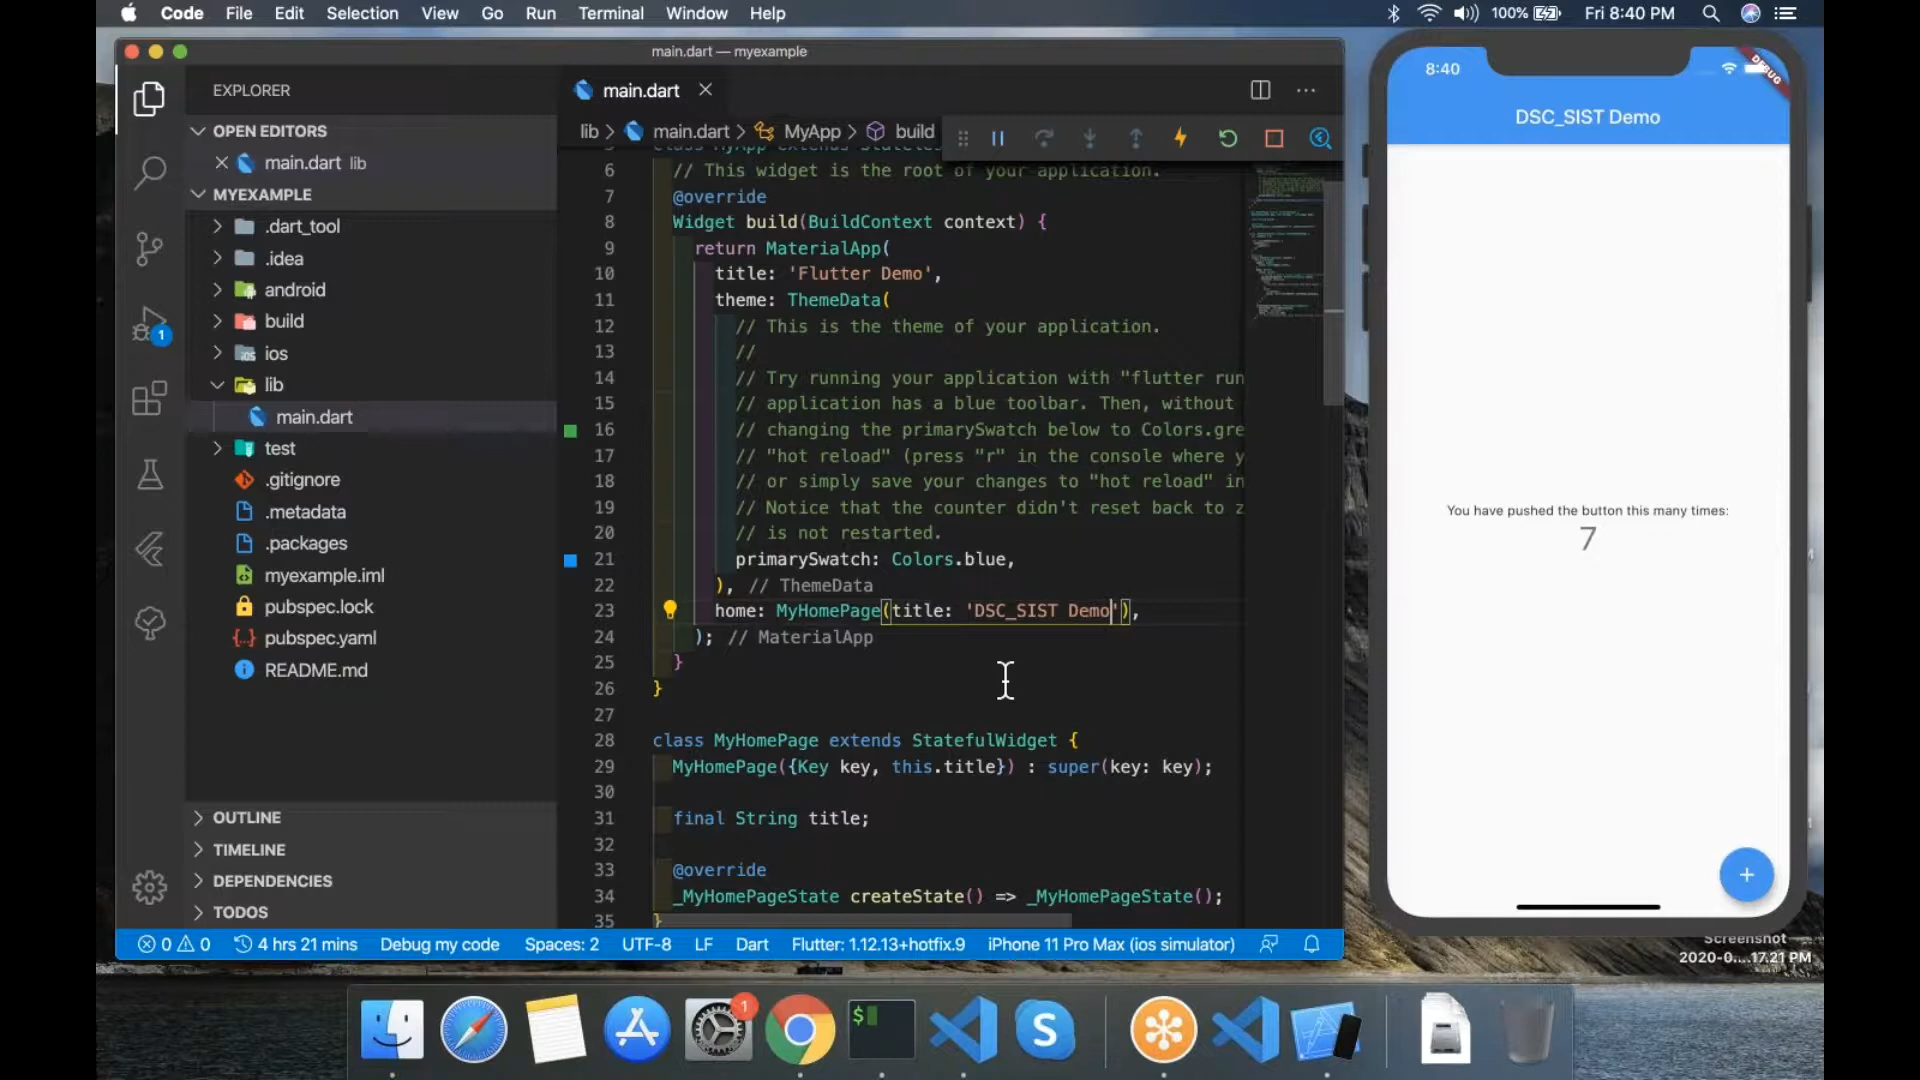 Code File Edit Selection View Go Run Terminal Window Help
100% Fri 8:40 PM
main.dart — myexample
EXPLORER
OPEN EDITORS
main.dart lib
MYEXAMPLE
.dart_tool
.idea
android
build
ios
lib
main.dart
test
.gitignore
.metadata
.packages
myexample.iml
pubspec.lock
pubspec.yaml
README.md
OUTLINE
TIMELINE
DEPENDENCIES
TODOS
1
main.dart
lib > main.dart > MyApp > build
6 // This widget is the root of your application.
7 @override
8 Widget build(BuildContext context) {
9 return MaterialApp(
10 title: 'Flutter Demo',
11 theme: ThemeData(
12 // This is the theme of your application.
13 //
14 // Try running your application with "flutter run
15 // application has a blue toolbar. Then, without
16 // changing the primarySwatch below to Colors.gre
17 // "hot reload" (press "r" in the console where y
18 // or simply save your changes to "hot reload" in
19 // Notice that the counter didn't reset back to z
20 // is not restarted.
21 primarySwatch: Colors.blue,
22 ), // ThemeData
23 home: MyHomePage(title: 'DSC_SIST Demo'),
24 ); // MaterialApp
25 }
26 }
27
28 class MyHomePage extends StatefulWidget {
29 MyHomePage({Key key, this.title}) : super(key: key);
30
31 final String title;
32
33 @override
34 _MyHomePageState createState() => _MyHomePageState();
35 }
0 0 4 hrs 21 mins Debug my code Spaces: 2 UTF-8 LF Dart Flutter: 1.12.13+hotfix.9 iPhone 11 Pro Max (ios simulator)
8:40
DEBUG
DSC_SIST Demo
You have pushed the button this many times:
7
+
Screenshot
2020-0....17.21 PM
1
$
S